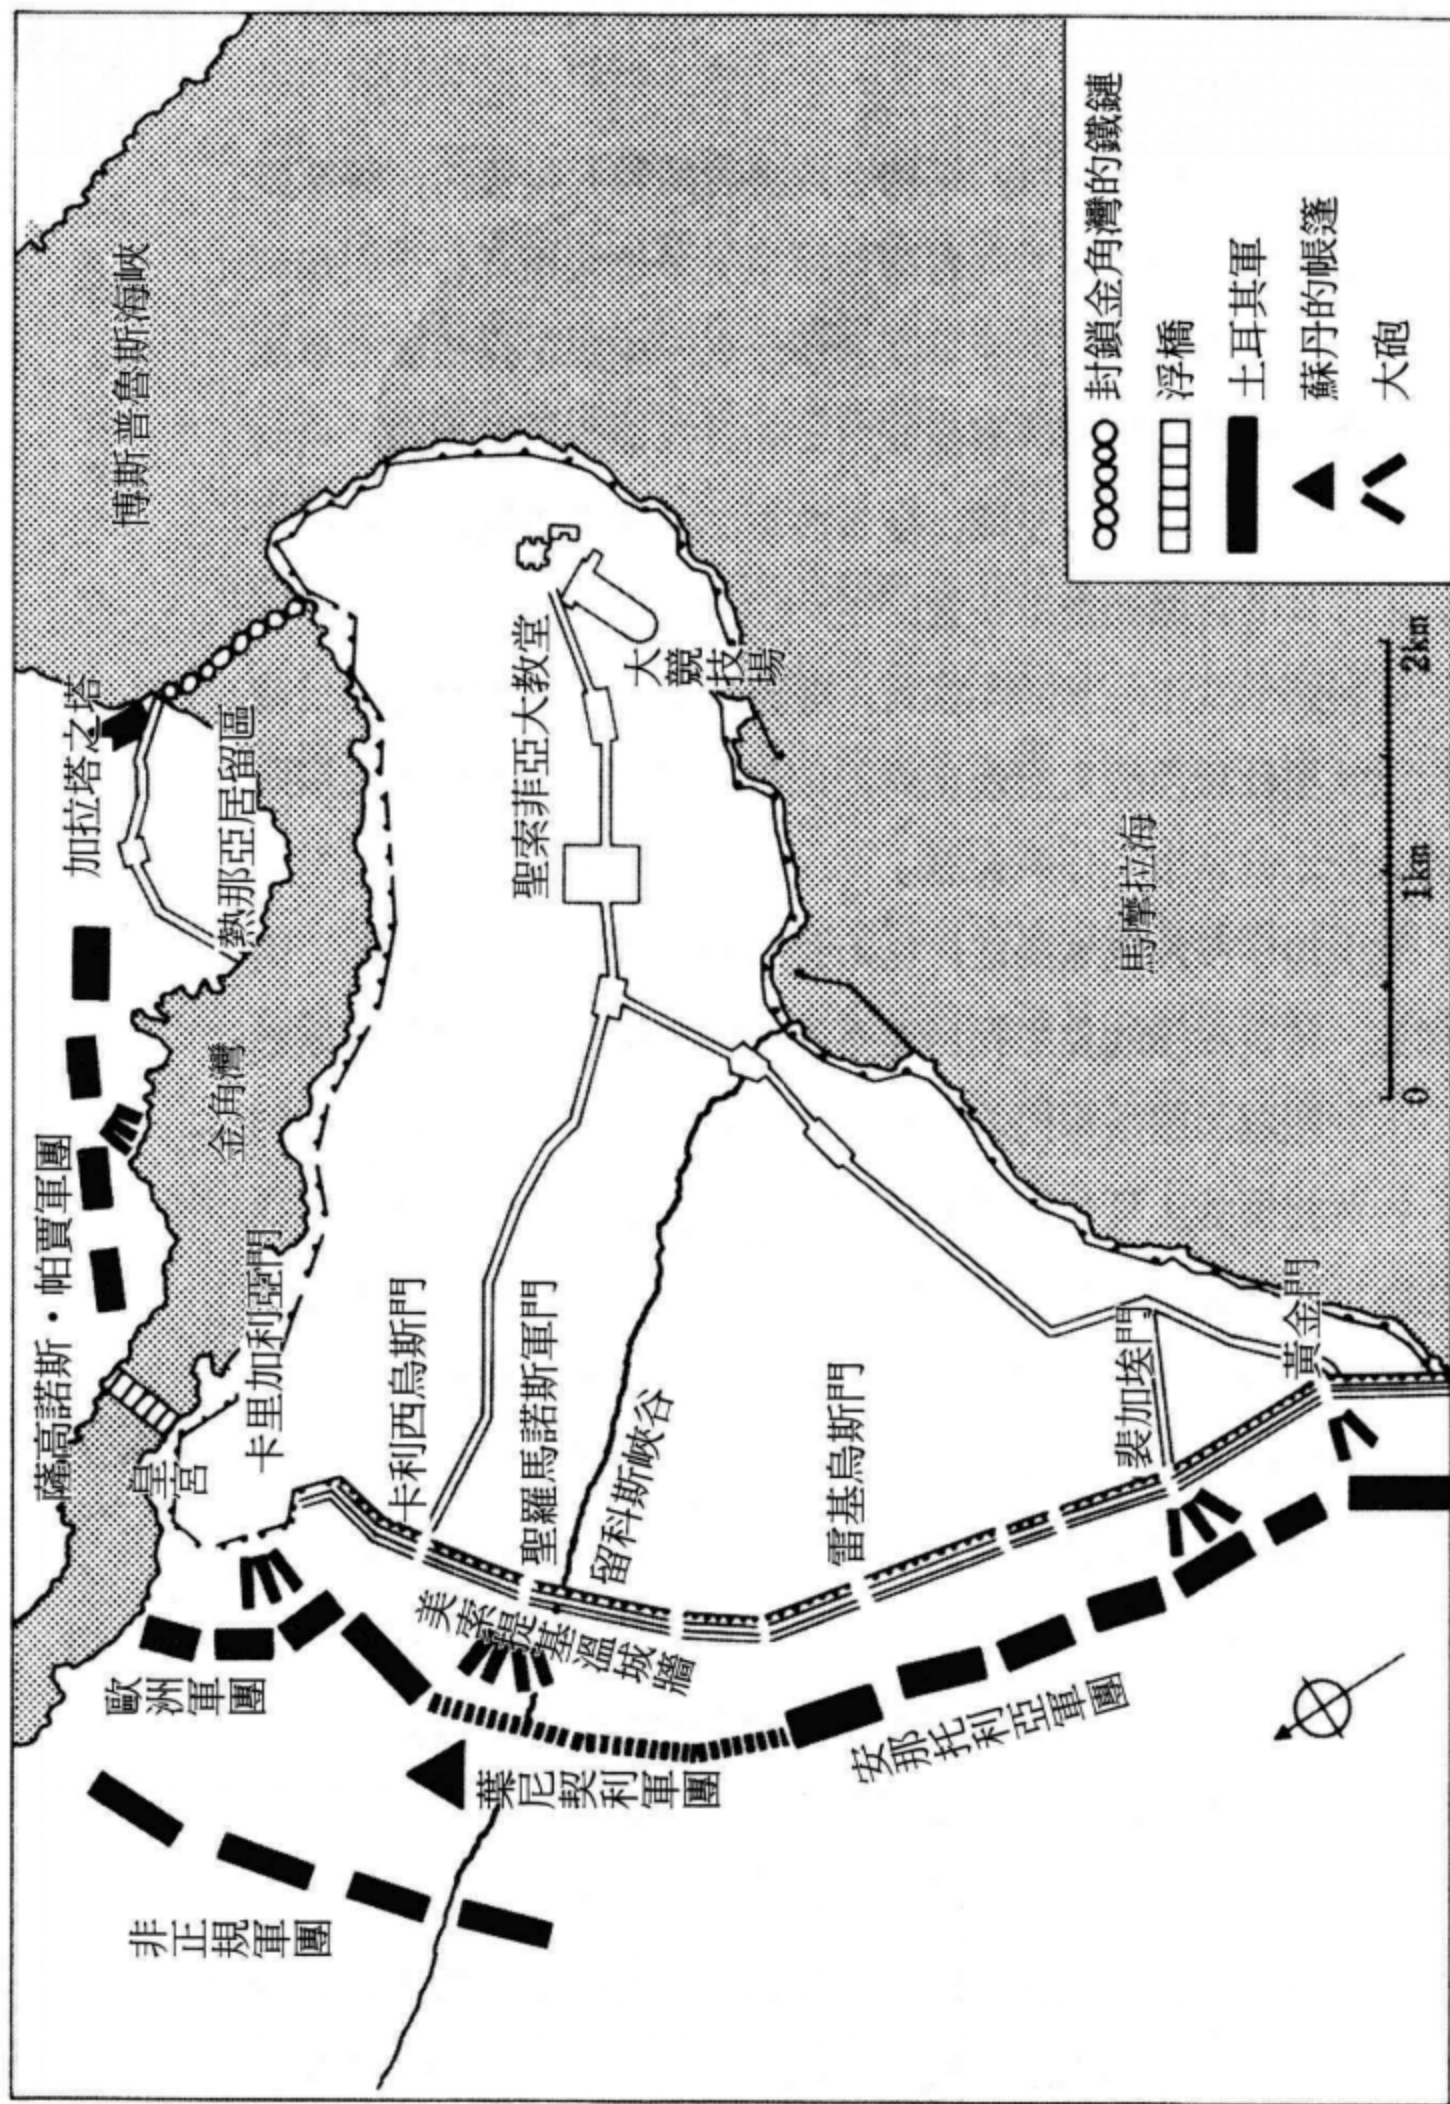 博斯普魯斯海峽
加拉塔之塔
熱那亞居留區
金角灣
薩高諾斯・帕賈軍團
皇宮
卡里加利亞門
卡利西烏斯門
聖羅馬諾斯軍門
留科斯峽谷
雷基烏斯門
裴加埃門
黃金門
美索提基溫城牆
聖索菲亞大教堂
大競技場
馬摩拉海
歐洲軍團
葉尼契利軍團
安那托利亞軍團
非正規軍團
封鎖金角灣的鐵鏈
浮橋
土耳其軍
蘇丹的帳篷
大砲
0 1km 2km